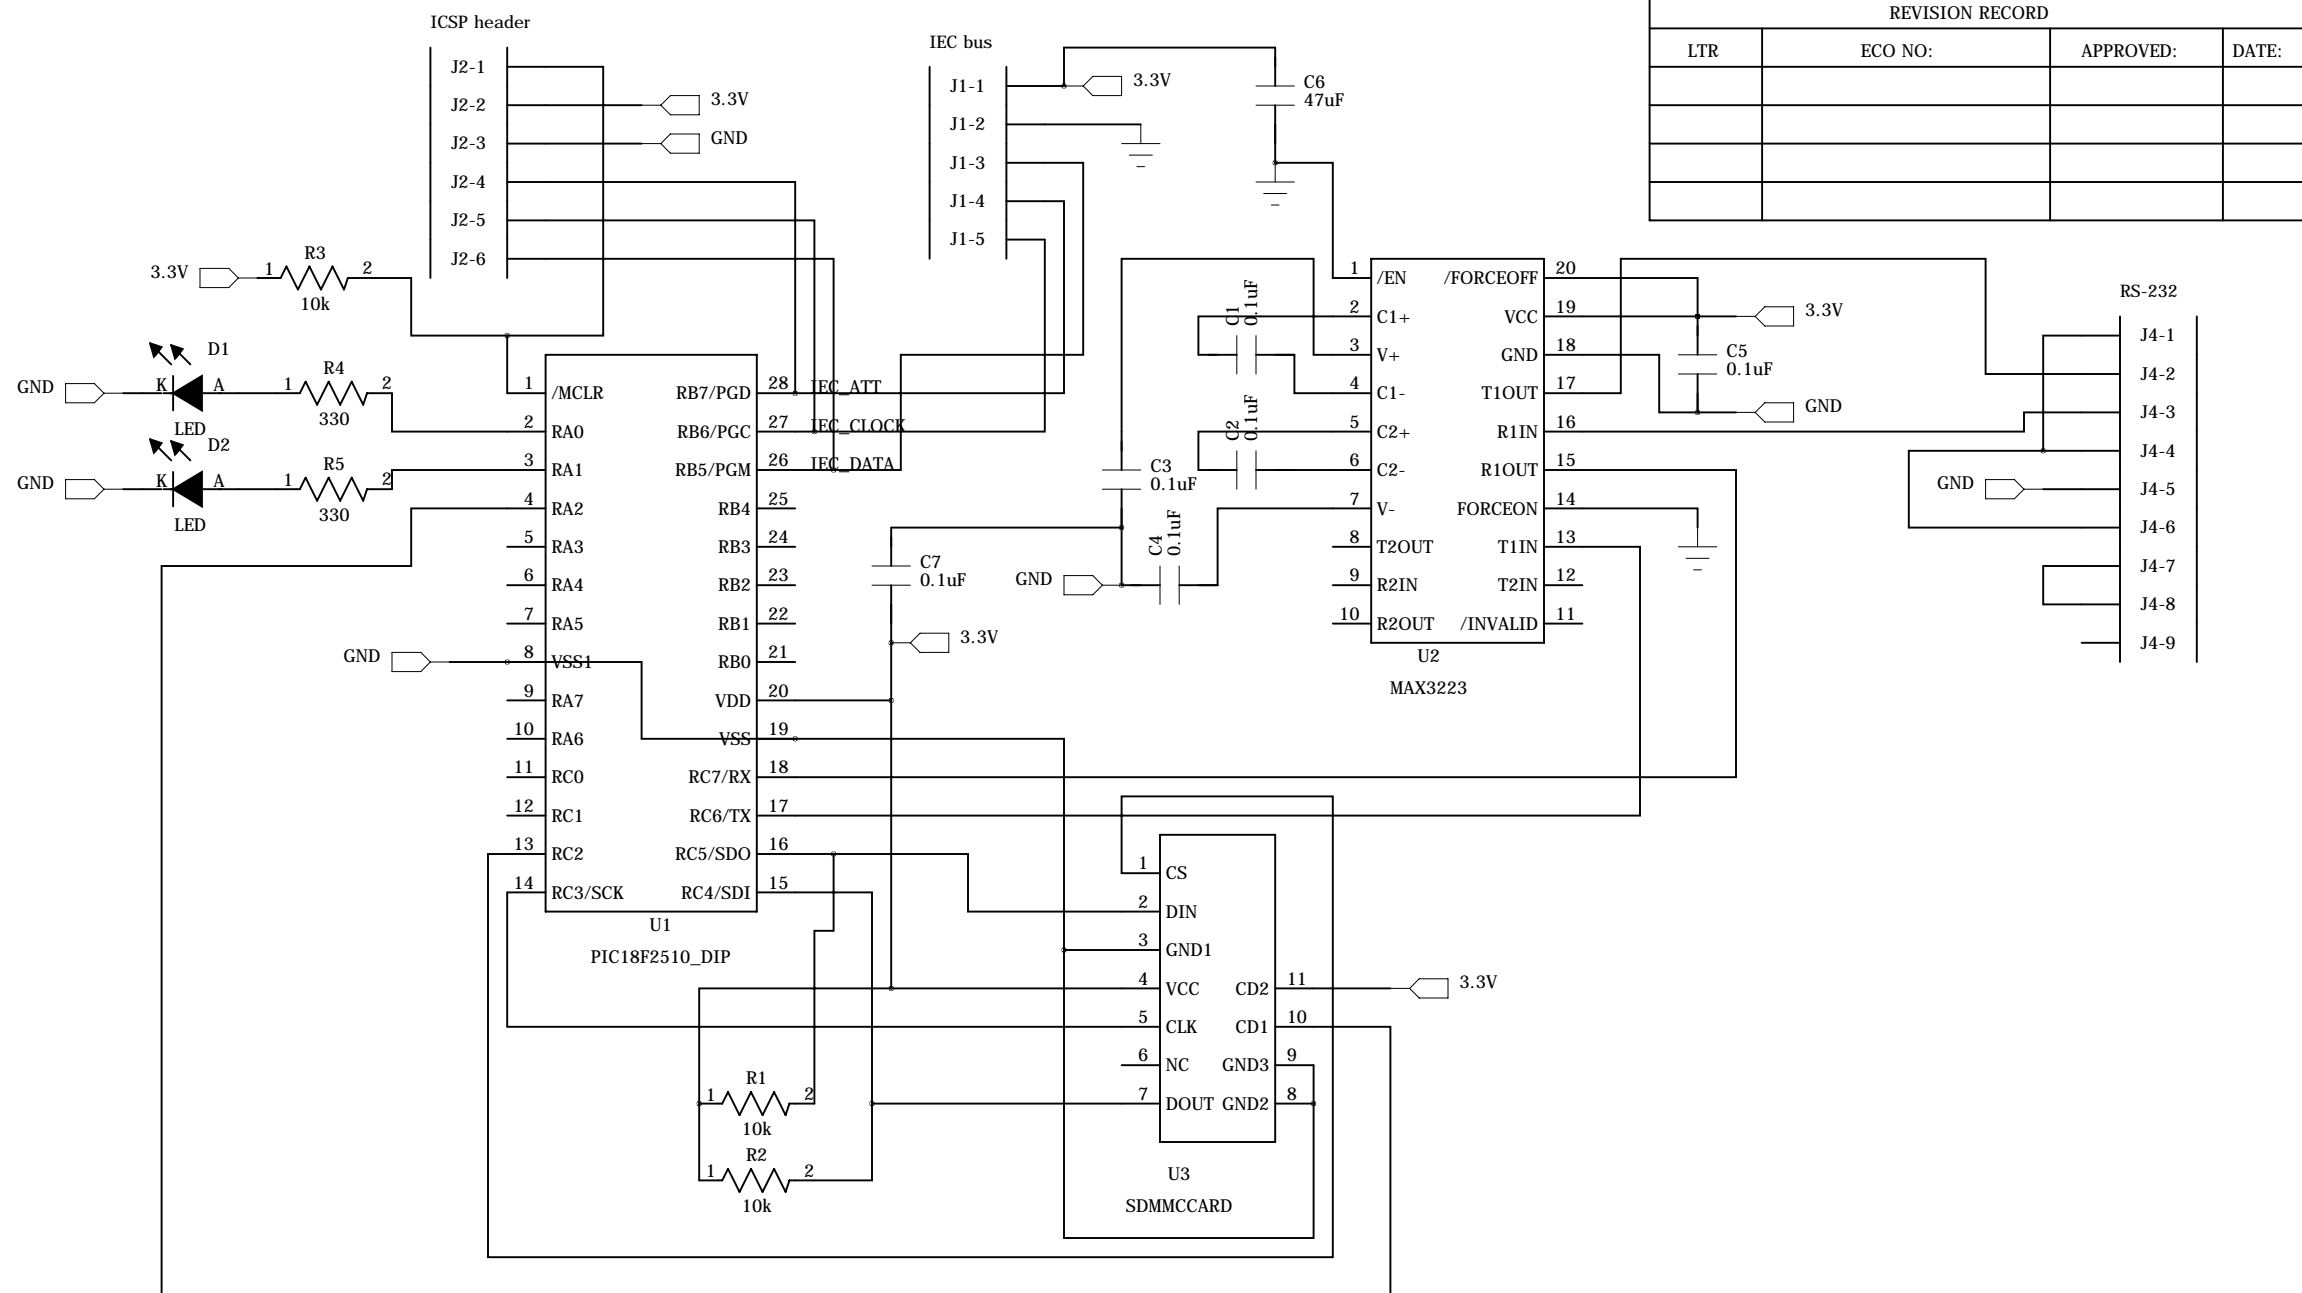 REVISION RECORD
LTR ECO NO: APPROVED: DATE:
ICSP header
J2-1
J2-2 3.3V
J2-3 GND
J2-4
J2-5
J2-6
IEC bus
J1-1 3.3V
J1-2
J1-3
J1-4
J1-5
C6
47uF
3.3V 1 R3 2
10k
GND K D1 A 1 R4 2
LED 330
GND K D2 A 1 R5 2
LED 330
1 /MCLR
2 RA0
3 RA1
4 RA2
5 RA3
6 RA4
7 RA5
GND 8 VSS1
9 RA7
10 RA6
11 RC0
12 RC1
13 RC2
14 RC3/SCK
RB7/PGD 28 IEC_ATT
RB6/PGC 27 IEC_CLOCK
RB5/PGM 26 IEC_DATA
RB4 25
RB3 24
RB2 23
RB1 22
RB0 21
VDD 20
VSS 19
RC7/RX 18
RC6/TX 17
RC5/SDO 16
RC4/SDI 15
U1
PIC18F2510_DIP
C7
0.1uF
3.3V
C3
0.1uF
GND
C4
0.1uF
C1
0.1uF
C2
0.1uF
1 /EN
2 C1+
3 V+
4 C1-
5 C2+
6 C2-
7 V-
8 T2OUT
9 R2IN
10 R2OUT
/FORCEOFF 20
VCC 19 3.3V
GND 18
T1OUT 17
R1IN 16
R1OUT 15
FORCEON 14
T1IN 13
T2IN 12
/INVALID 11
U2
MAX3223
C5
0.1uF
GND
RS-232
J4-1
J4-2
J4-3
J4-4
GND J4-5
J4-6
J4-7
J4-8
J4-9
1 CS
2 DIN
3 GND1
4 VCC
5 CLK
6 NC
7 DOUT
CD2 11 3.3V
CD1 10
GND3 9
GND2 8
U3
SDMMCCARD
1 R1 2
10k
1 R2 2
10k